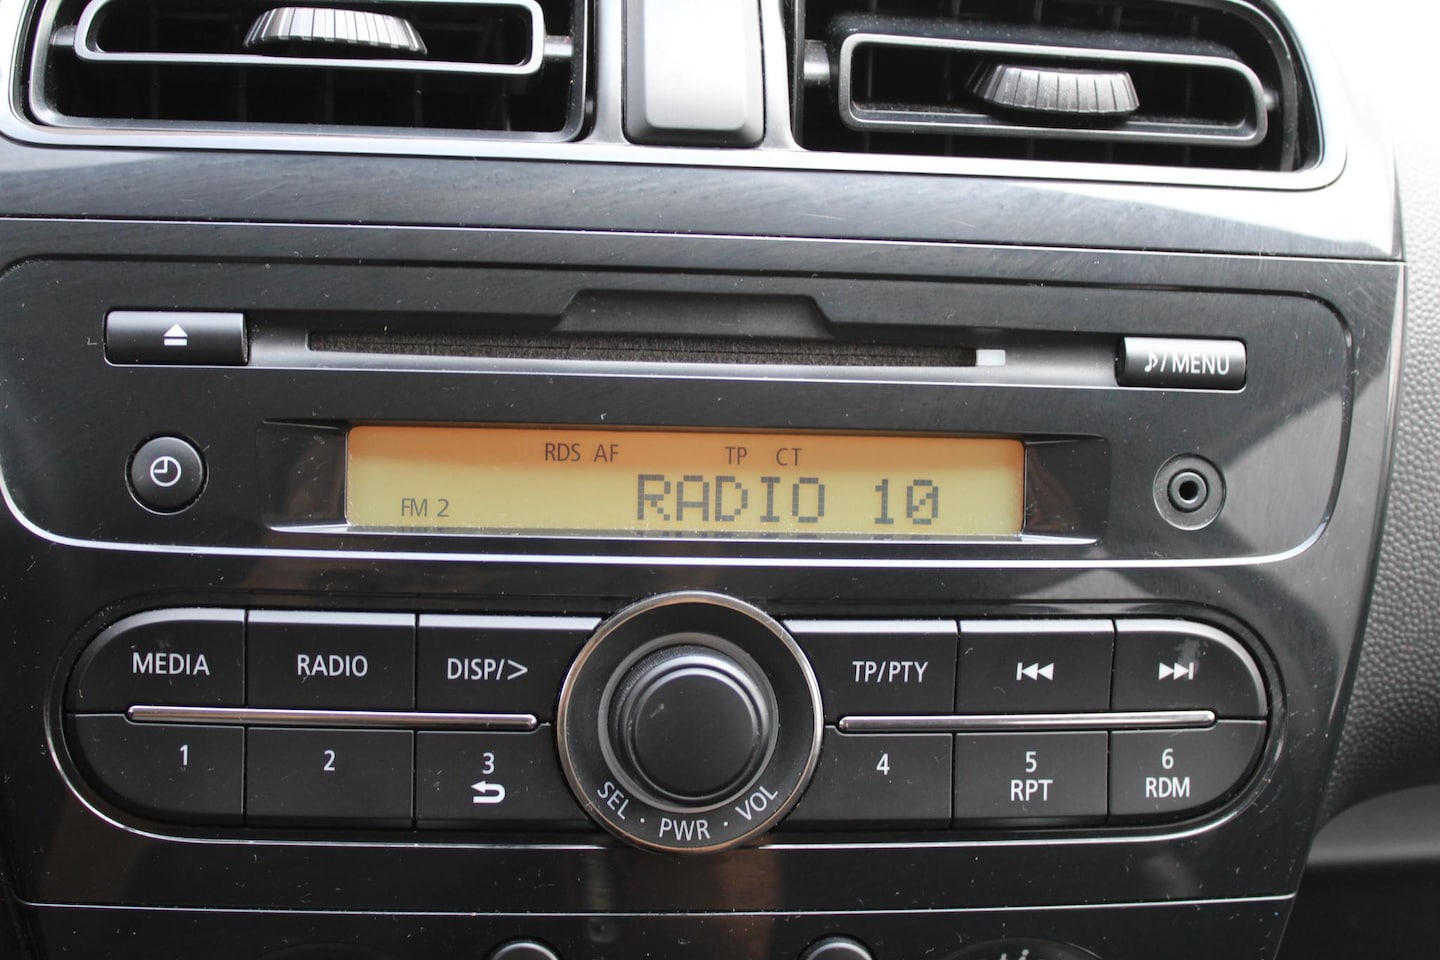 ♪/MENU
RDS AF TP CT
FM 2 RADIO 10
MEDIA RADIO DISP/> TP/PTY
1 2 3 4 5 6
RPT RDM
SEL · PWR · VOL